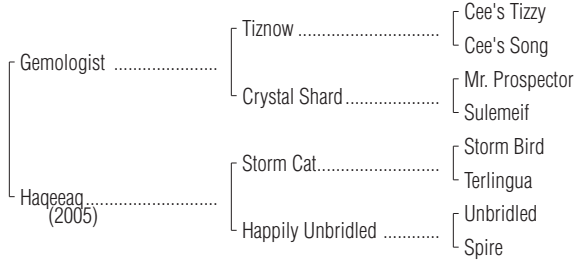 Cee's Tizzy
Tiznow
Cee's Song
Gemologist
Mr. Prospector
Crystal Shard
Sulemeif
Storm Bird
Storm Cat
Terlingua
Haqeeaq
(2005)
Unbridled
Happily Unbridled
Spire